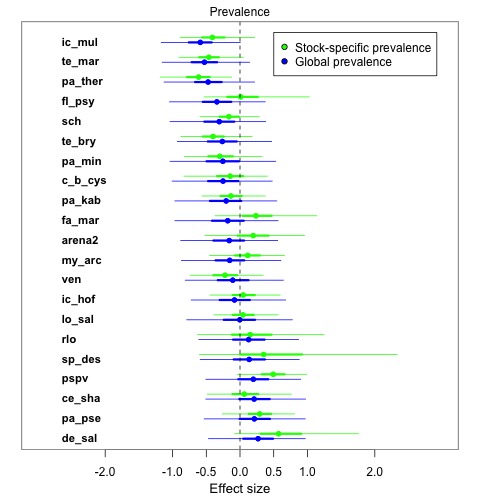 Prevalence
Stock-specific prevalence
Global prevalence
ic_mul
te_mar
pa_ther
fl_psy
sch
te_bry
pa_min
c_b_cys
pa_kab
fa_mar
arena2
my_arc
ven
ic_hof
lo_sal
rlo
sp_des
pspv
ce_sha
pa_pse
de_sal
-2.0 -1.0 -0.5 0.0 0.5 1.0 2.0
Effect size